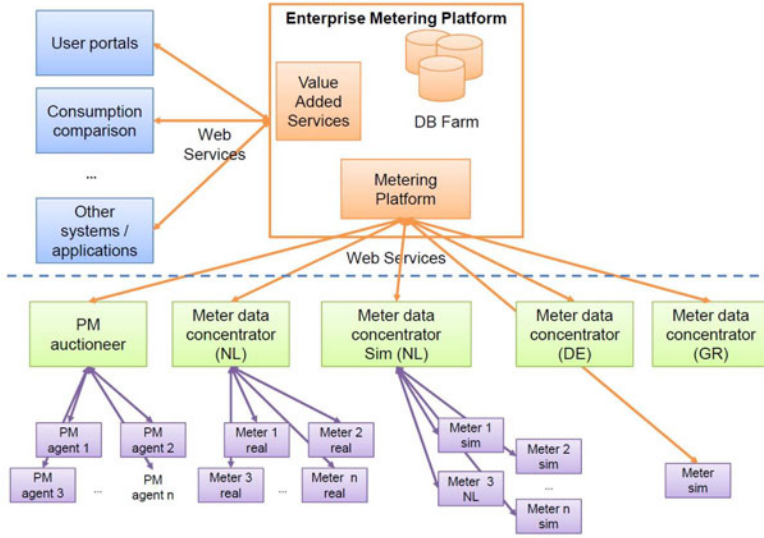 Enterprise Metering Platform
User portals
Value
Added
Services
DB Farm
Consumption
comparison
Web
Services
...
Metering
Platform
Other
systems /
applications
Web Services
PM
auctioneer
Meter data
concentrator
(NL)
Meter data
concentrator
Sim (NL)
Meter data
concentrator
(DE)
Meter data
concentrator
(GR)
PM
agent 1
PM
agent 2
PM
agent 3
...
PM
agent n
Meter 1
real
Meter 2
real
Meter 3
real
...
Meter n
real
Meter 1
sim
Meter 2
sim
Meter 3
NL
...
Meter n
sim
Meter
sim